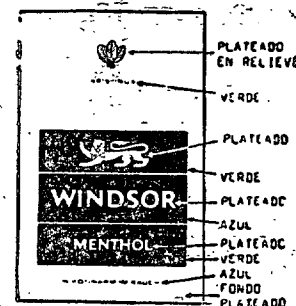 PLATEADO
EN RELIEVE
VERDE
PLATEADO
VERDE
WINDSOR
PLATEADO
AZUL
MENTHOL
PLATEADO
VERDE
AZUL
FONDO
PLATEADO